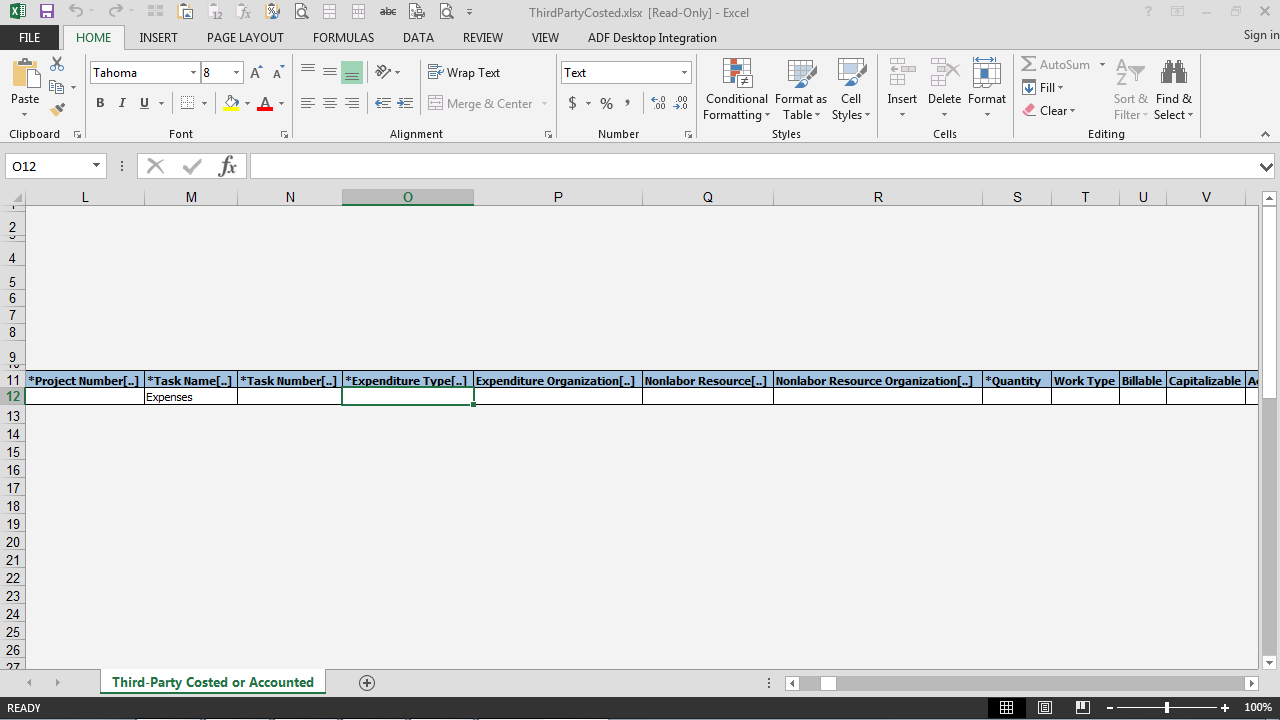 ThirdPartyCosted.xlsx [Read-Only] - Excel
FILE HOME INSERT PAGE LAYOUT FORMULAS DATA REVIEW VIEW ADF Desktop Integration Sign in
Tahoma 8 Wrap Text Text AutoSum
Paste B I U Merge & Center $ % Conditional Formatting Format as Table Cell Styles Insert Delete Format Fill Clear Sort & Filter Find & Select
Clipboard Font Alignment Number Styles Cells Editing
O12 fx
L M N O P Q R S T U V
2
4
5
6
7
8
9
11 *Project Number[..] *Task Name[..] *Task Number[..] *Expenditure Type[..] Expenditure Organization[..] Nonlabor Resource[..] Nonlabor Resource Organization[..] *Quantity Work Type Billable Capitalizable
12 Expenses
13
14
15
16
17
18
19
20
21
22
23
24
25
26
27
Third-Party Costed or Accounted
READY 100%